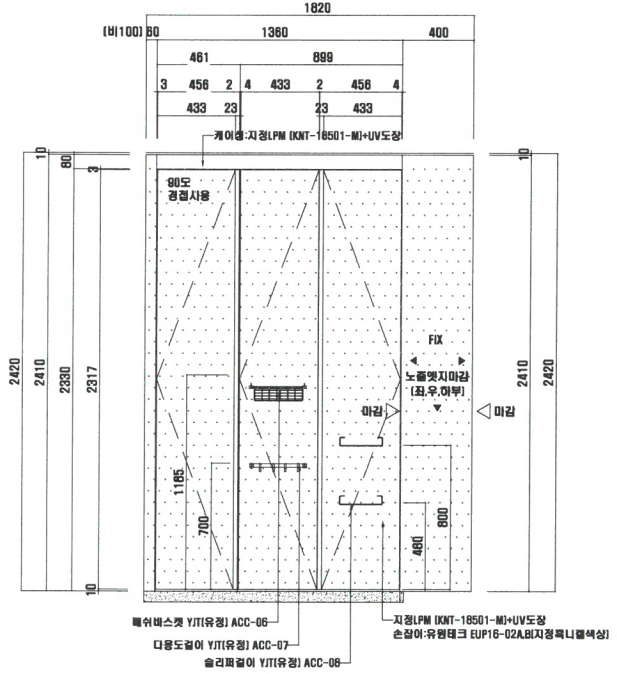 1820
(비100) 60 1360 400
461 899
3 456 2 4 433 2 456 4
433 23 23 433
케이싱:지정LPM (KNT-18501-M)+UV도장
10
80
3
10
90도
경첩사용
2420
2410
2330
2317
2410
2420
FIX
노출엣지마감
(좌,우,하부)
마감
마감
1185
700
800
480
10
매쉬바스켓 YJT(유정) ACC-06
다용도걸이 YJT(유정) ACC-07
슬리퍼걸이 YJT(유정) ACC-08
지정LPM (KNT-18501-M)+UV도장
손잡이:유원테크 EUP16-02A,B(지정흑니켈색상)